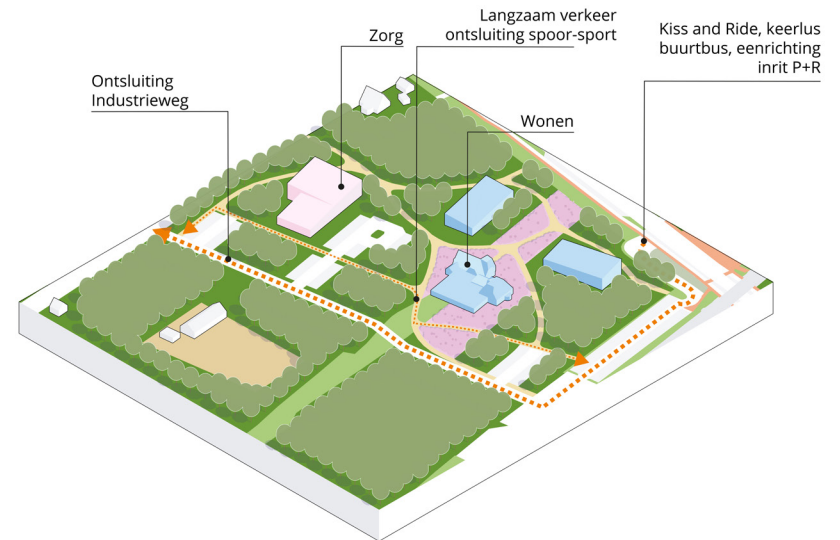 Langzaam verkeer
ontsluiting spoor-sport
Zorg
Kiss and Ride, keerlus
buurtbus, eenrichting
inrit P+R
Ontsluiting
Industrieweg
Wonen